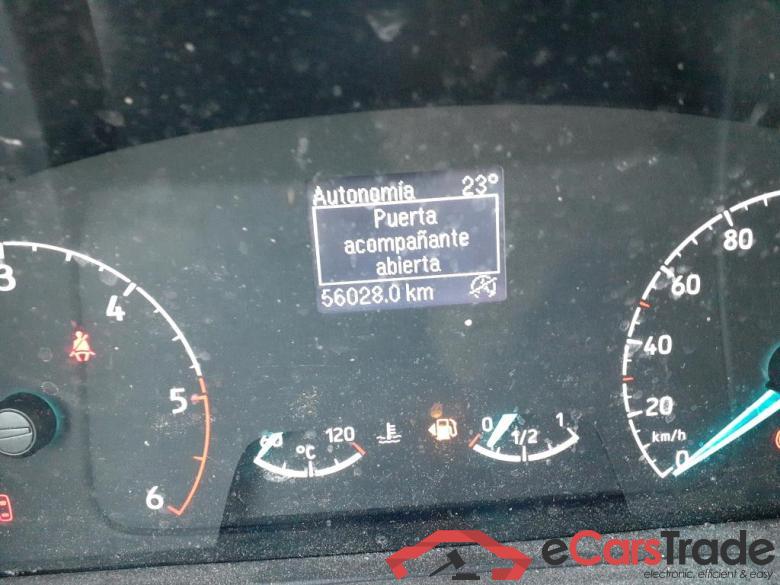 Autonomía 23°
Puerta
acompañante
abierta
56028.0 km
3
4
5
6
60 °C 120
0 1/2 1
80
60
40
20
0
km/h
eCarsTrade
electronic, efficient & easy